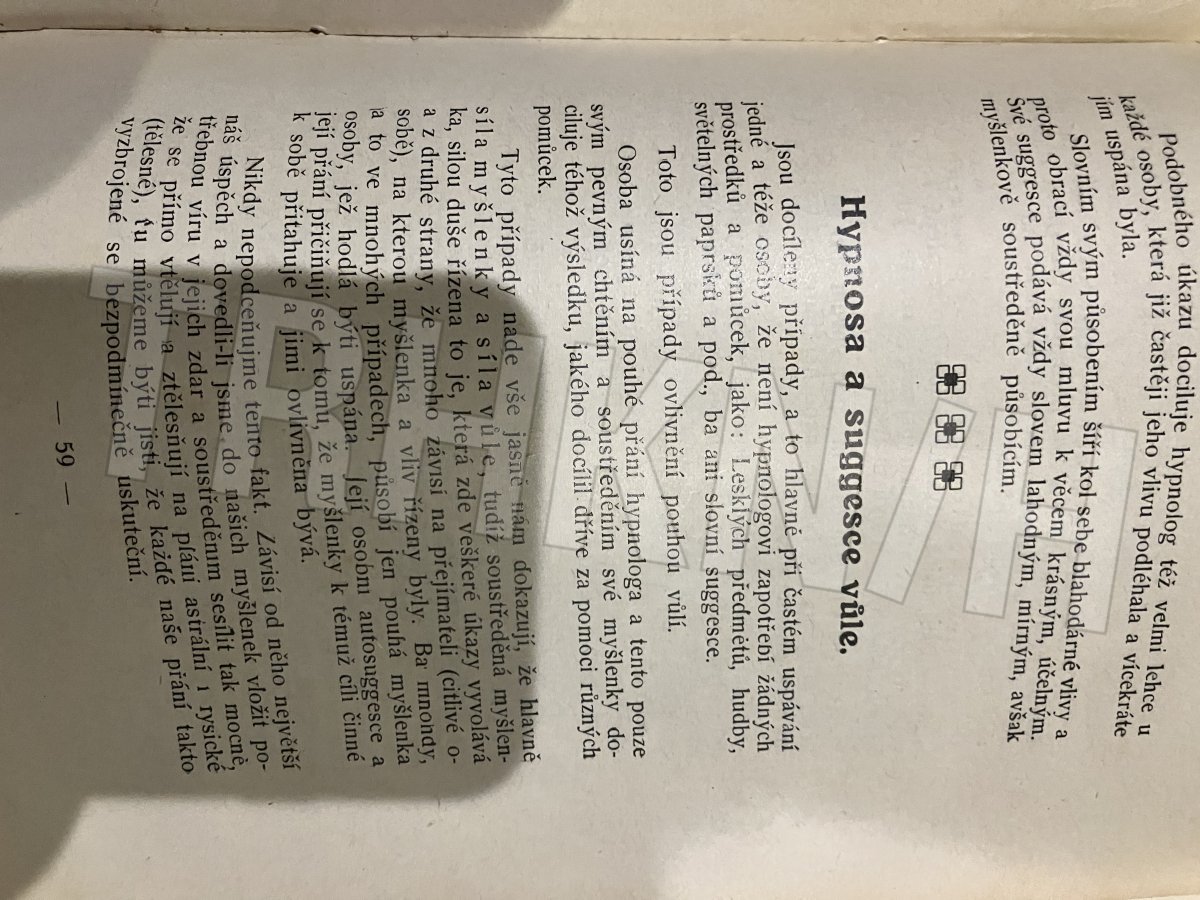 Podobného úkazu dociluje hypnolog též velmi lehce u
každé osoby, která již častěji jeho vlivu podléhala a vícekráte
jím uspána byla.
Slovním svým působením šíří kol sebe blahodárné vlivy a
proto obrací vždy svou mluvu k věcem krásným, účelným.
Své suggesce podává vždy slovem lahodným, mírným, avšak
myšlenkově soustředěně působícím.
Hypnosa a suggesce vůle.
Jsou docíleny případy, a to hlavně při častém uspávání
jedné a téže osoby, že není hypnologovi zapotřebí žádných
prostředků a pomůcek, jako: Lesklých předmětů, hudby,
světelných paprsků a pod., ba ani slovní suggesce.
Toto jsou případy ovlivnění pouhou vůlí.
Osoba usíná na pouhé přání hypnologa a tento pouze
svým pevným chtěním a soustředěním své myšlenky do-
ciluje téhož výsledku, jakého docílil dříve za pomoci různých
pomůcek.
Tyto případy nade vše jasně nám dokazují, že hlavně
síla myšlenky a síla vůle, tudíž soustředěná myšlen-
ka, silou duše řízena to je, která zde veškeré úkazy vyvolává
a z druhé strany, že mnoho závisí na přejímateli (citlivé o-
sobě), na kterou myšlenka a vliv řízeny byly. Ba mnohdy,
a to ve mnohých případech, působí jen pouhá myšlenka
osoby, jež hodlá býti uspána. Její osobní autosuggesce a
její přání přičiňují se k tomu, že myšlenky k témuž cíli činné
k sobě přitahuje a jimi ovlivněna bývá.
Nikdy nepodceňujme tento fakt. Závisí od něho největší
náš úspěch a dovedli-li jsme do našich myšlenek vložit po-
třebnou víru v jejich zdar a soustředěním sesílit tak mocně,
že se přímo vtělují a ztělesňují na pláni astrální i fysické
(tělesné), tu můžeme býti jisti, že každé naše přání takto
vyzbrojené se bezpodmínečně uskuteční.
— 59 —
TRHKNIH